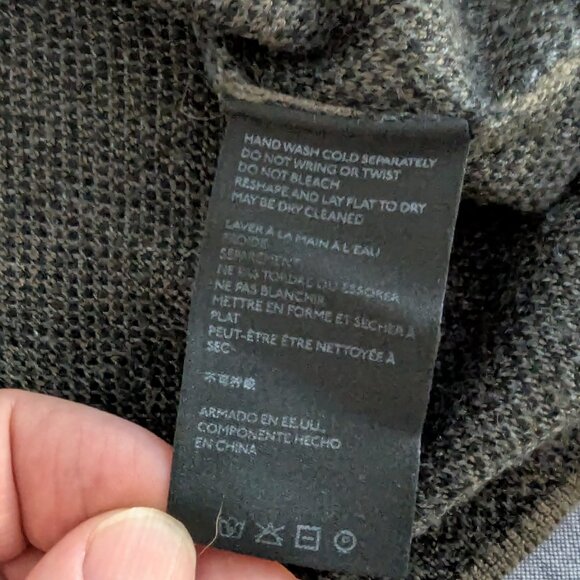 HAND WASH COLD SEPARATELY
DO NOT WRING OR TWIST
DO NOT BLEACH
RESHAPE AND LAY FLAT TO DRY
MAY BE DRY CLEANED
LAVER À LA MAIN À L'EAU
FROIDE
SEPAREMENT
NE PAS TORDRE OU ESSORER
NE PAS BLANCHIR
METTRE EN FORME ET SÉCHER À
PLAT
PEUT-ÊTRE ÊTRE NETTOYÉE À
SEC
ARMADO EN EE.UU.,
COMPONENTE HECHO
EN CHINA
P